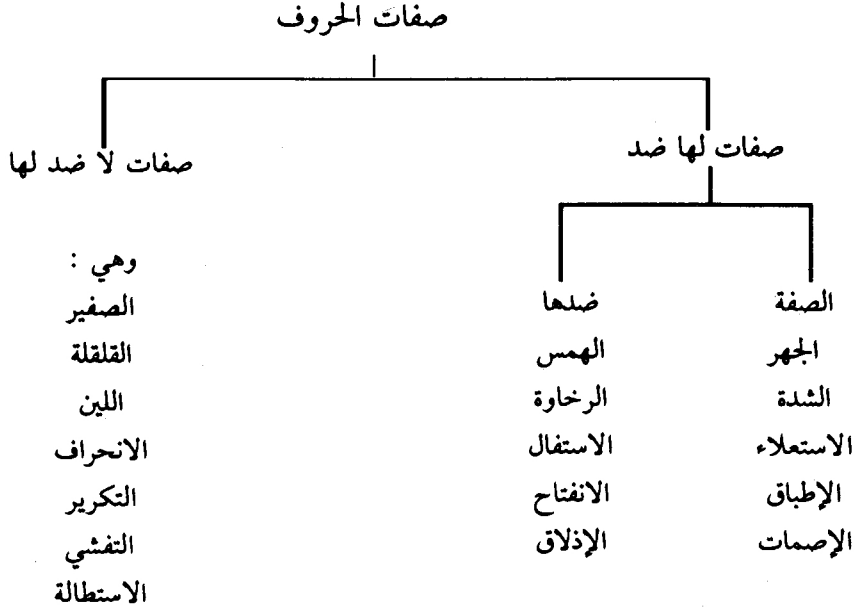 صفات الحروف
صفات لها ضد
صفات لا ضد لها
الصفة ضدها
الجهر الهمس
الشدة الرخاوة
الاستعلاء الاستفال
الإطباق الانفتاح
الإصمات الإذلاق
وهي :
الصفير
القلقلة
اللين
الانحراف
التكرير
التفشي
الاستطالة